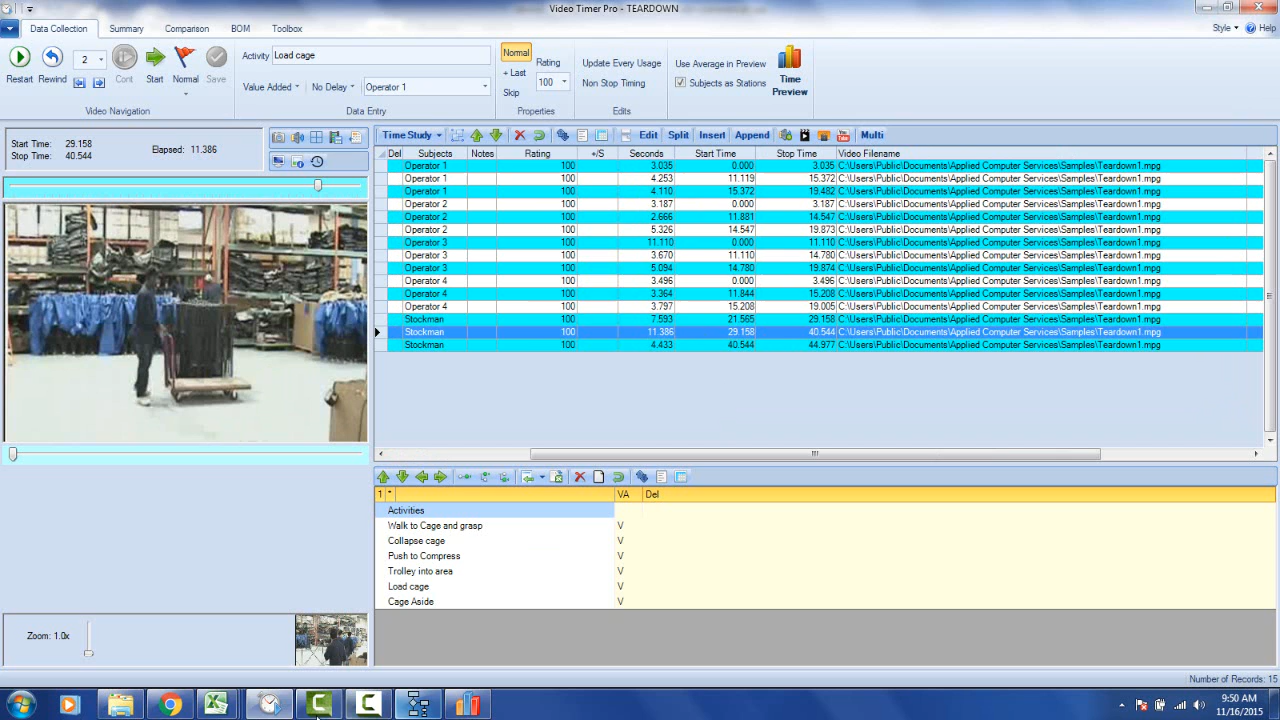 Video Timer Pro - TEARDOWN
Data Collection Summary Comparison BOM Toolbox Style Help
Restart Rewind 2 Cont Start Normal Save
Video Navigation
Activity Load cage
Value Added No Delay Operator 1
Data Entry
Normal Rating
+ Last 100
Skip
Properties
Update Every Usage
Non Stop Timing
Edits
Use Average in Preview
Subjects as Stations
Time
Preview
Start Time: 29.158
Stop Time: 40.544
Elapsed: 11.386
Time Study Edit Split Insert Append Multi
Del Subjects Notes Rating +/S Seconds Start Time Stop Time Video Filename
Operator 1 100 3.035 0.000 3.035 C:\Users\Public\Documents\Applied Computer Services\Samples\Teardown1.mpg
Operator 1 100 4.253 11.119 15.372 C:\Users\Public\Documents\Applied Computer Services\Samples\Teardown1.mpg
Operator 1 100 4.110 15.372 19.482 C:\Users\Public\Documents\Applied Computer Services\Samples\Teardown1.mpg
Operator 2 100 3.187 0.000 3.187 C:\Users\Public\Documents\Applied Computer Services\Samples\Teardown1.mpg
Operator 2 100 2.666 11.881 14.547 C:\Users\Public\Documents\Applied Computer Services\Samples\Teardown1.mpg
Operator 2 100 5.326 14.547 19.873 C:\Users\Public\Documents\Applied Computer Services\Samples\Teardown1.mpg
Operator 3 100 11.110 0.000 11.110 C:\Users\Public\Documents\Applied Computer Services\Samples\Teardown1.mpg
Operator 3 100 3.670 11.110 14.780 C:\Users\Public\Documents\Applied Computer Services\Samples\Teardown1.mpg
Operator 3 100 5.094 14.780 19.874 C:\Users\Public\Documents\Applied Computer Services\Samples\Teardown1.mpg
Operator 4 100 3.496 0.000 3.496 C:\Users\Public\Documents\Applied Computer Services\Samples\Teardown1.mpg
Operator 4 100 3.364 11.844 15.208 C:\Users\Public\Documents\Applied Computer Services\Samples\Teardown1.mpg
Operator 4 100 3.797 15.208 19.005 C:\Users\Public\Documents\Applied Computer Services\Samples\Teardown1.mpg
Stockman 100 7.593 21.565 29.158 C:\Users\Public\Documents\Applied Computer Services\Samples\Teardown1.mpg
Stockman 100 11.386 29.158 40.544 C:\Users\Public\Documents\Applied Computer Services\Samples\Teardown1.mpg
Stockman 100 4.433 40.544 44.977 C:\Users\Public\Documents\Applied Computer Services\Samples\Teardown1.mpg
1 * VA Del
Activities
Walk to Cage and grasp V
Collapse cage V
Push to Compress V
Trolley into area V
Load cage V
Cage Aside V
Zoom: 1.0x
Number of Records: 15
9:50 AM
11/16/2015